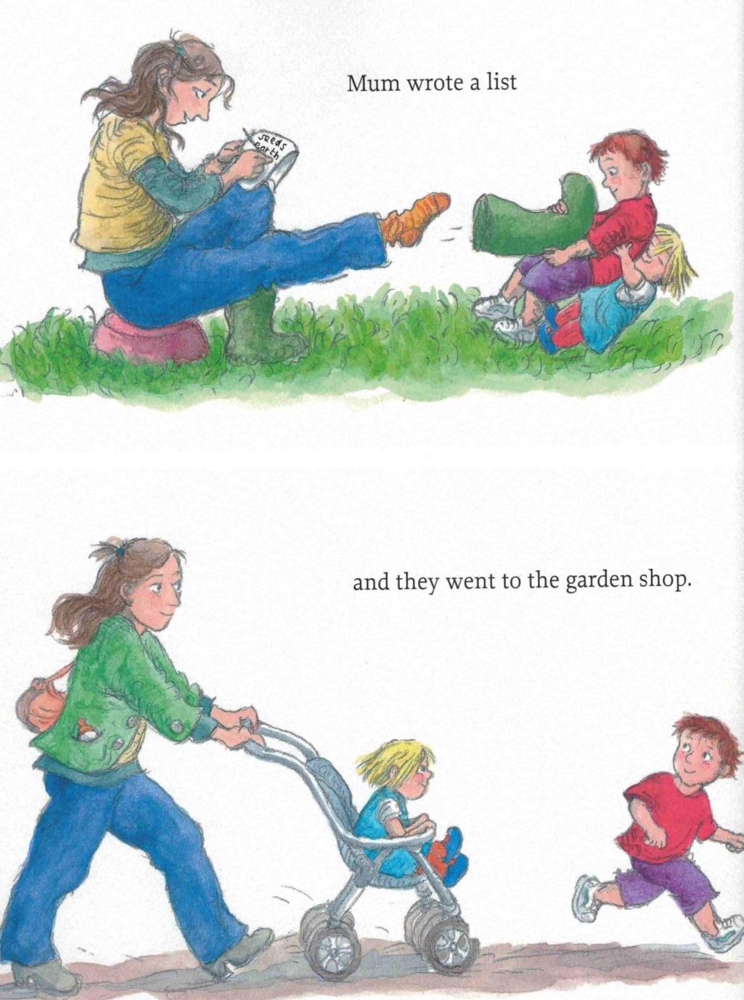 Mum wrote a list
seeds
earth
and they went to the garden shop.